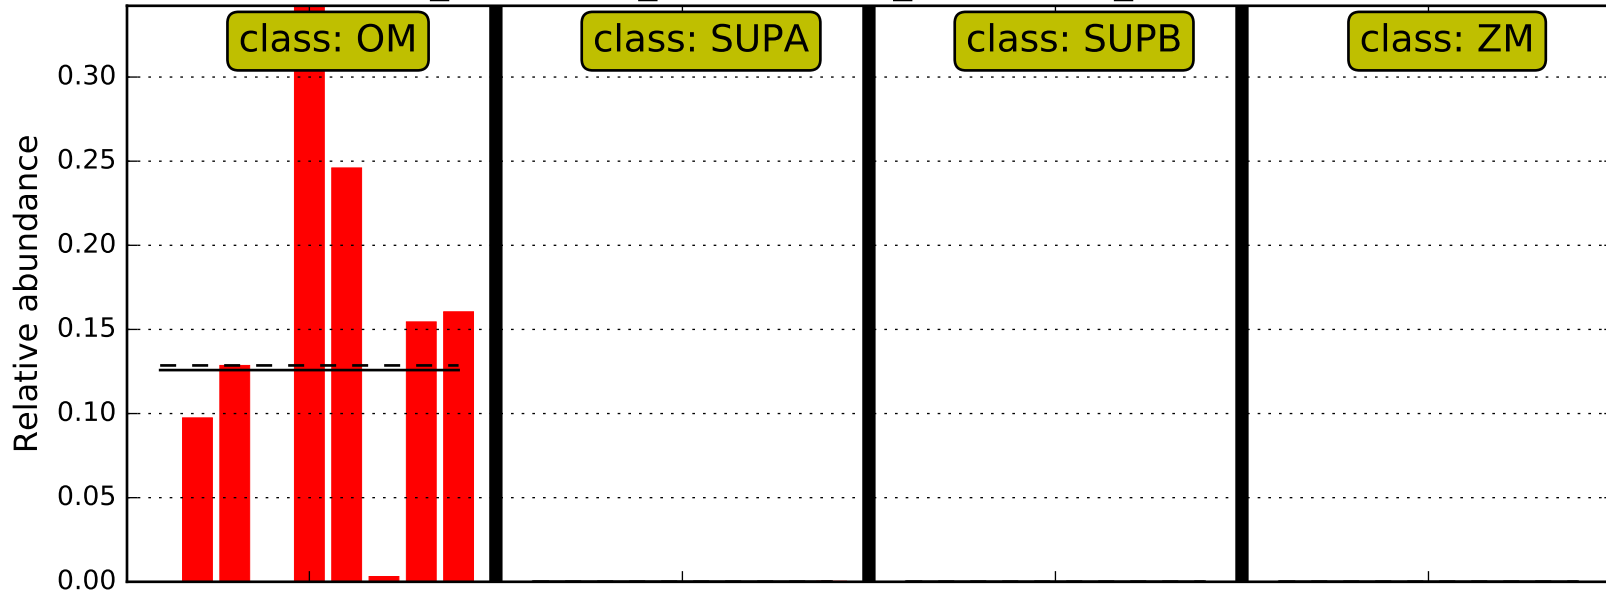 class: OM
class: SUPA
class: SUPB
class: ZM
0.30
0.25
0.20
0.15
0.10
0.05
0.00
Relative abundance